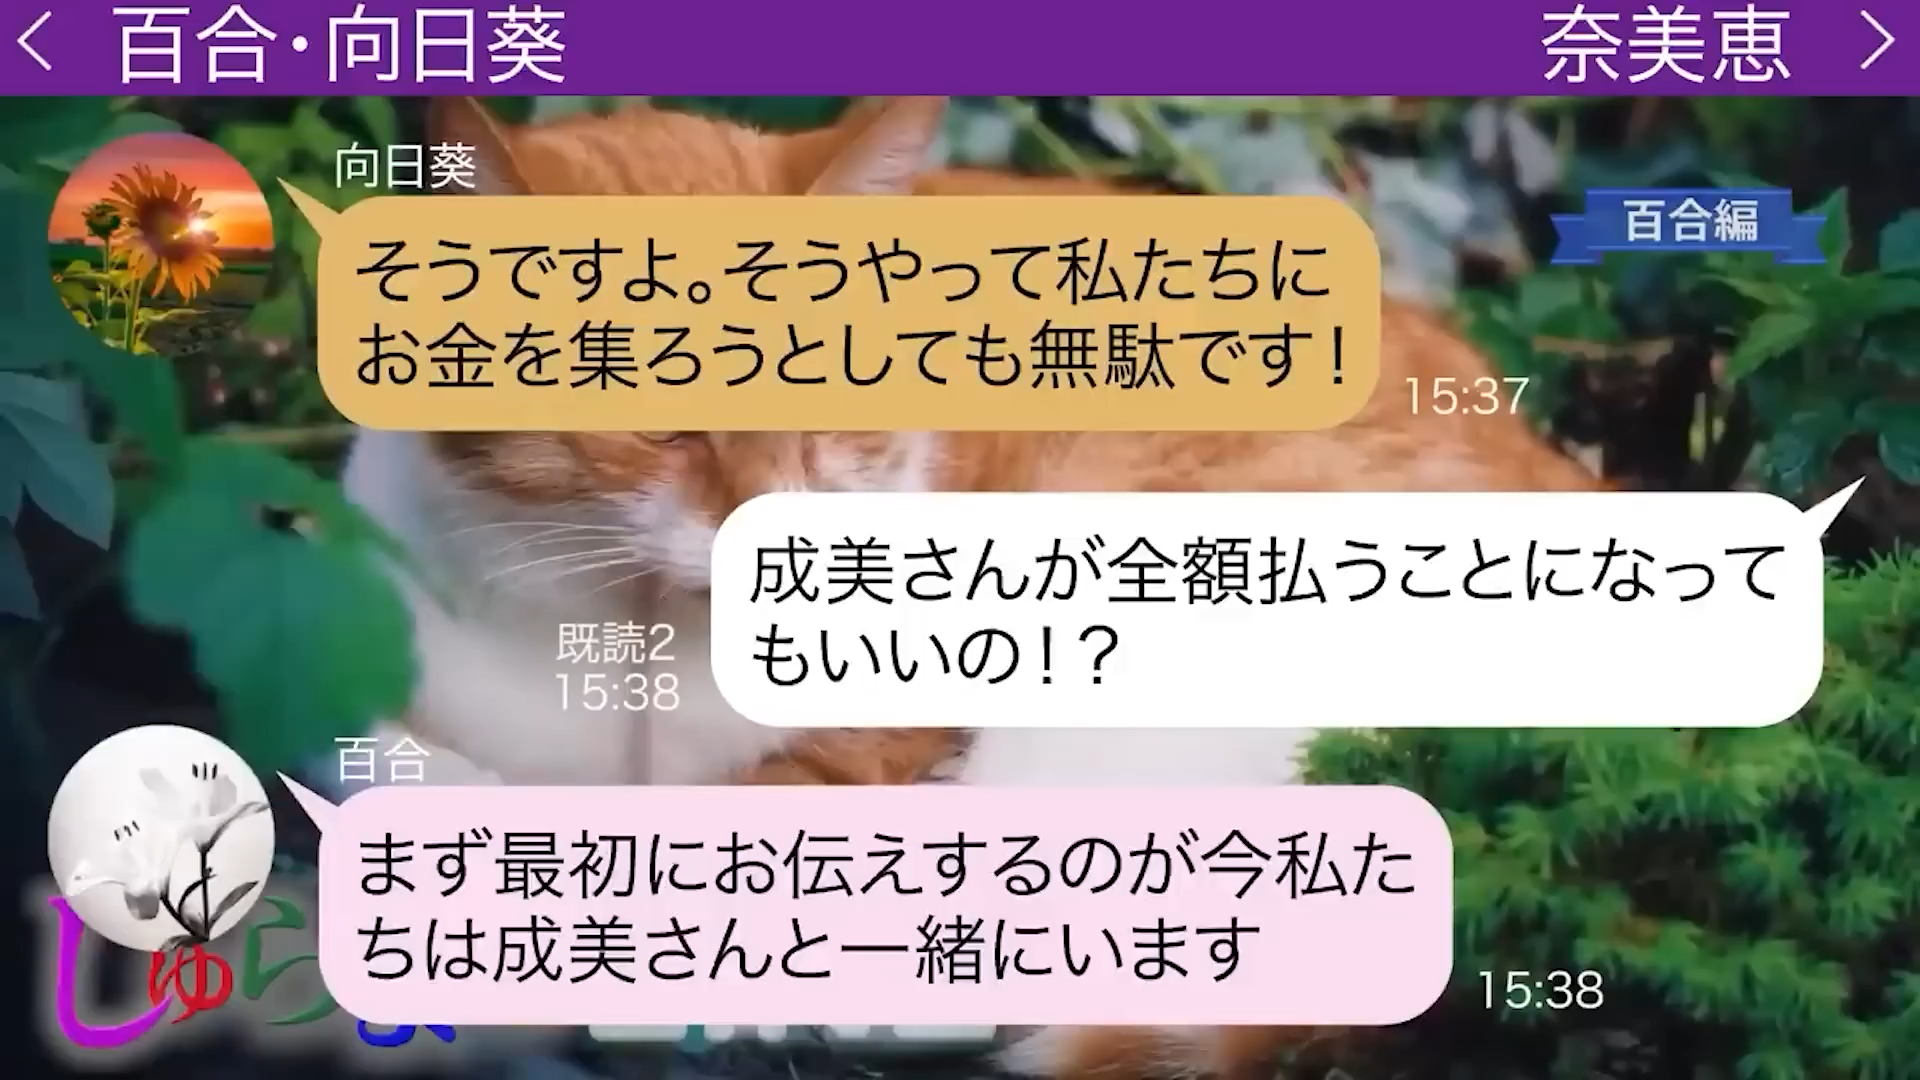 百合・向日葵
奈美恵
向日葵
百合編
そうですよ。そうやって私たちに
お金を集ろうとしても無駄です!
15:37
成美さんが全額払うことになって
もいいの!?
既読2
15:38
百合
まず最初にお伝えするのが今私た
ちは成美さんと一緒にいます
15:38
しゅら